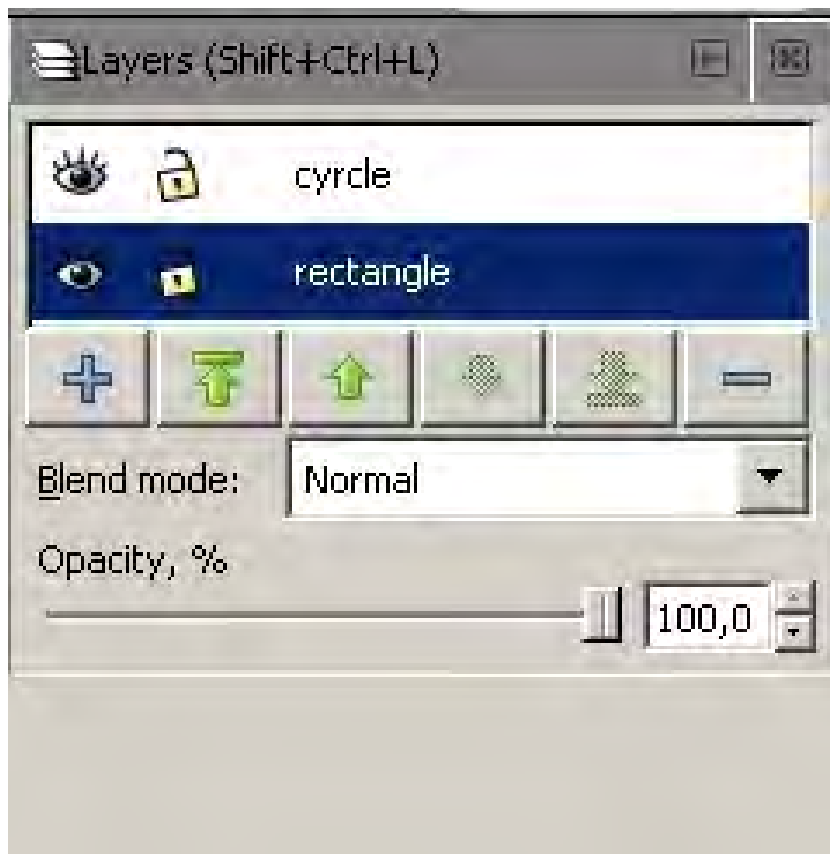 Layers (Shift+Ctrl+L)
cyrcle
rectangle
Blend mode: Normal
Opacity, %
100,0